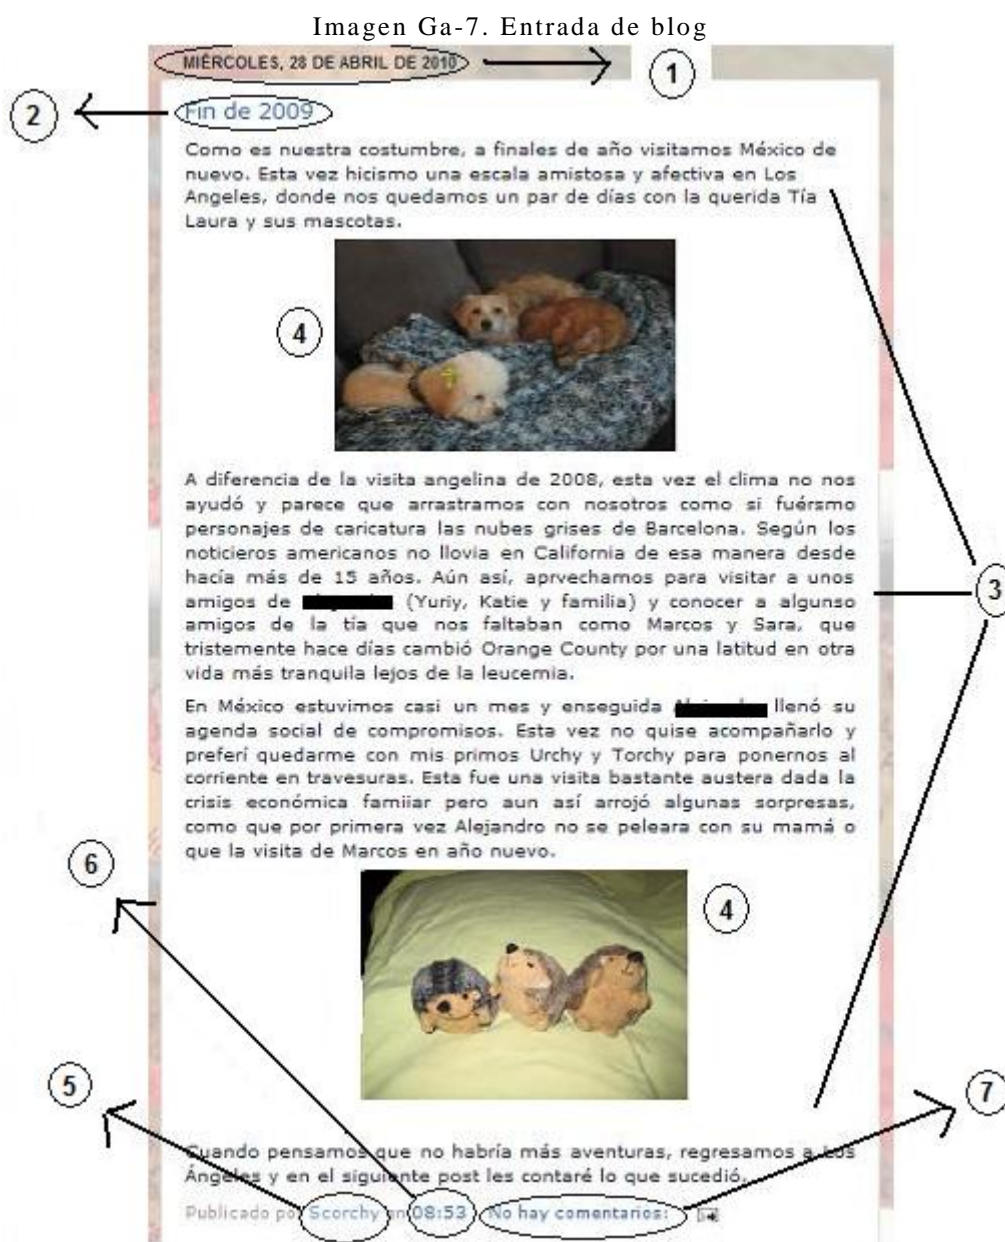 Imagen Ga-7. Entrada de blog
MIÉRCOLES, 28 DE ABRIL DE 2010
1
2
Fin de 2009
Como es nuestra costumbre, a finales de año visitamos México de
nuevo. Esta vez hicismo una escala amistosa y afectiva en Los
Angeles, donde nos quedamos un par de días con la querida Tía
Laura y sus mascotas.
4
A diferencia de la visita angelina de 2008, esta vez el clima no nos
ayudó y parece que arrastramos con nosotros como si fuérsmo
personajes de caricatura las nubes grises de Barcelona. Según los
noticieros americanos no llovia en California de esa manera desde
hacía más de 15 años. Aún así, aprvechamos para visitar a unos
3
amigos de (Yuriy, Katie y familia) y conocer a algunso
amigos de la tía que nos faltaban como Marcos y Sara, que
tristemente hace días cambió Orange County por una latitud en otra
vida más tranquila lejos de la leucemia.
En México estuvimos casi un mes y enseguida llenó su
agenda social de compromisos. Esta vez no quise acompañarlo y
preferí quedarme con mis primos Urchy y Torchy para ponernos al
corriente en travesuras. Esta fue una visita bastante austera dada la
crisis económica famiiar pero aun así arrojó algunas sorpresas,
como que por primera vez Alejandro no se peleara con su mamá o
que la visita de Marcos en año nuevo.
6
4
5
7
Cuando pensamos que no habría más aventuras, regresamos a Los
Ángeles y en el siguiente post les contaré lo que sucedió.
Publicado por Scorchy en 08:53 No hay comentarios: